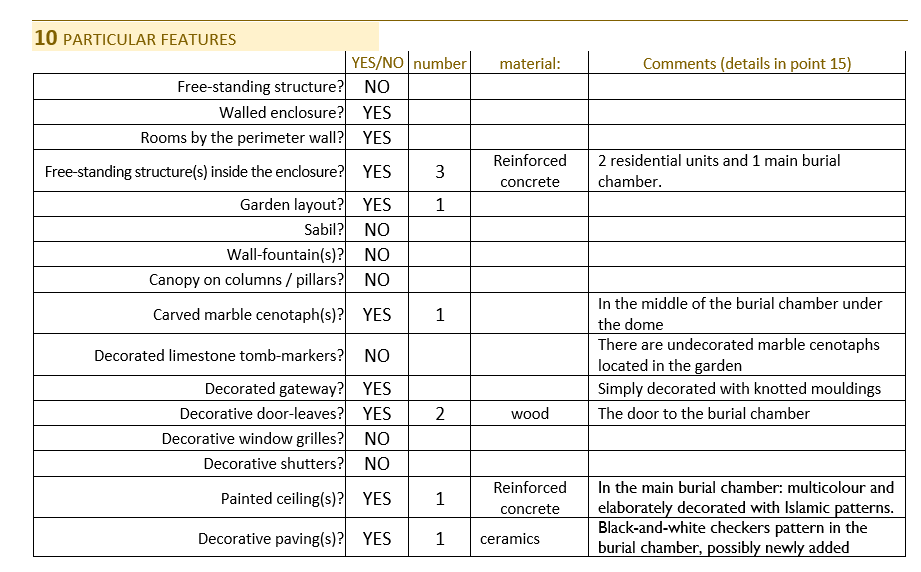 10 PARTICULAR FEATURES
YES/NO number material: Comments (details in point 15)
Free-standing structure? NO
Walled enclosure? YES
Rooms by the perimeter wall? YES
Free-standing structure(s) inside the enclosure? YES 3 Reinforced concrete 2 residential units and 1 main burial chamber.
Garden layout? YES 1
Sabil? NO
Wall-fountain(s)? NO
Canopy on columns / pillars? NO
Carved marble cenotaph(s)? YES 1 In the middle of the burial chamber under the dome
Decorated limestone tomb-markers? NO There are undecorated marble cenotaphs located in the garden
Decorated gateway? YES Simply decorated with knotted mouldings
Decorative door-leaves? YES 2 wood The door to the burial chamber
Decorative window grilles? NO
Decorative shutters? NO
Painted ceiling(s)? YES 1 Reinforced concrete In the main burial chamber: multicolour and elaborately decorated with Islamic patterns.
Decorative paving(s)? YES 1 ceramics Black-and-white checkers pattern in the burial chamber, possibly newly added